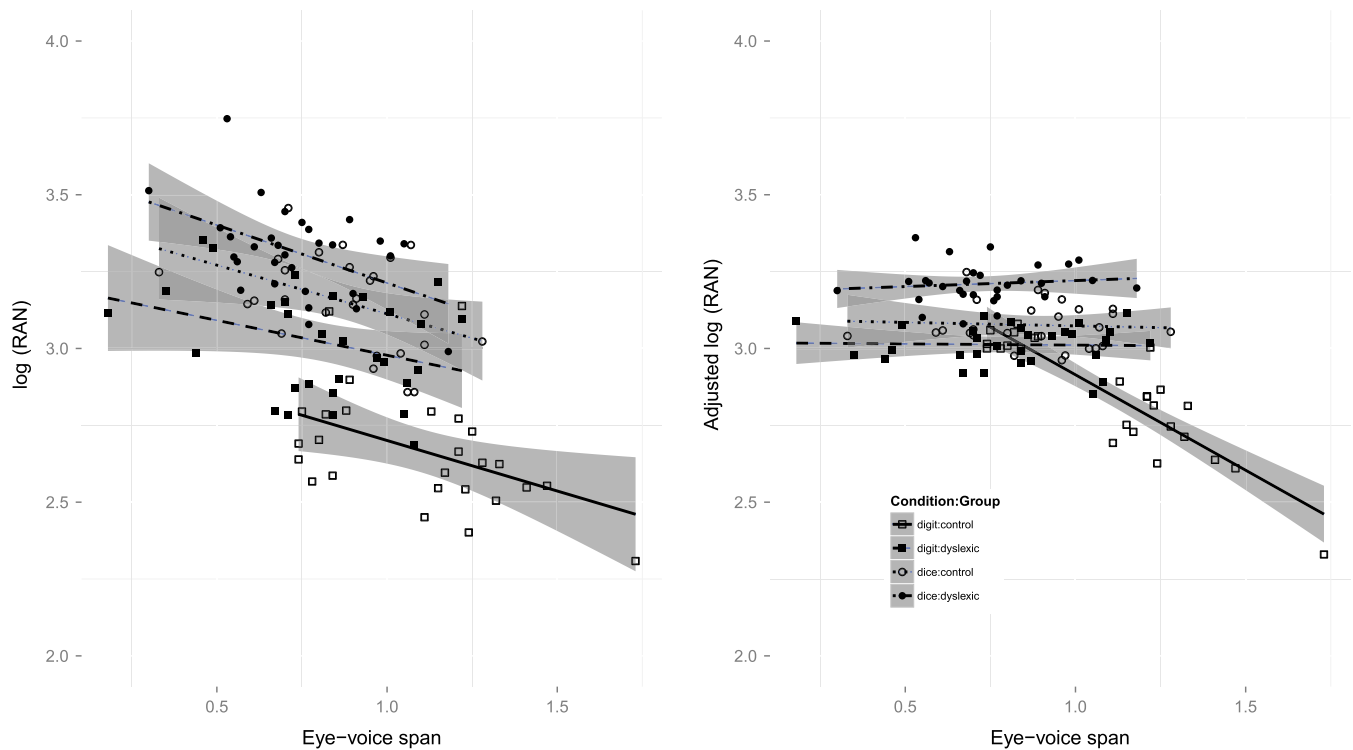 4.0
3.5
3.0
2.5
2.0
log (RAN)
0.5 1.0 1.5
Eye−voice span
4.0
3.5
3.0
2.5
2.0
Adjusted log (RAN)
Condition:Group
digit:control
digit:dyslexic
dice:control
dice:dyslexic
0.5 1.0 1.5
Eye−voice span